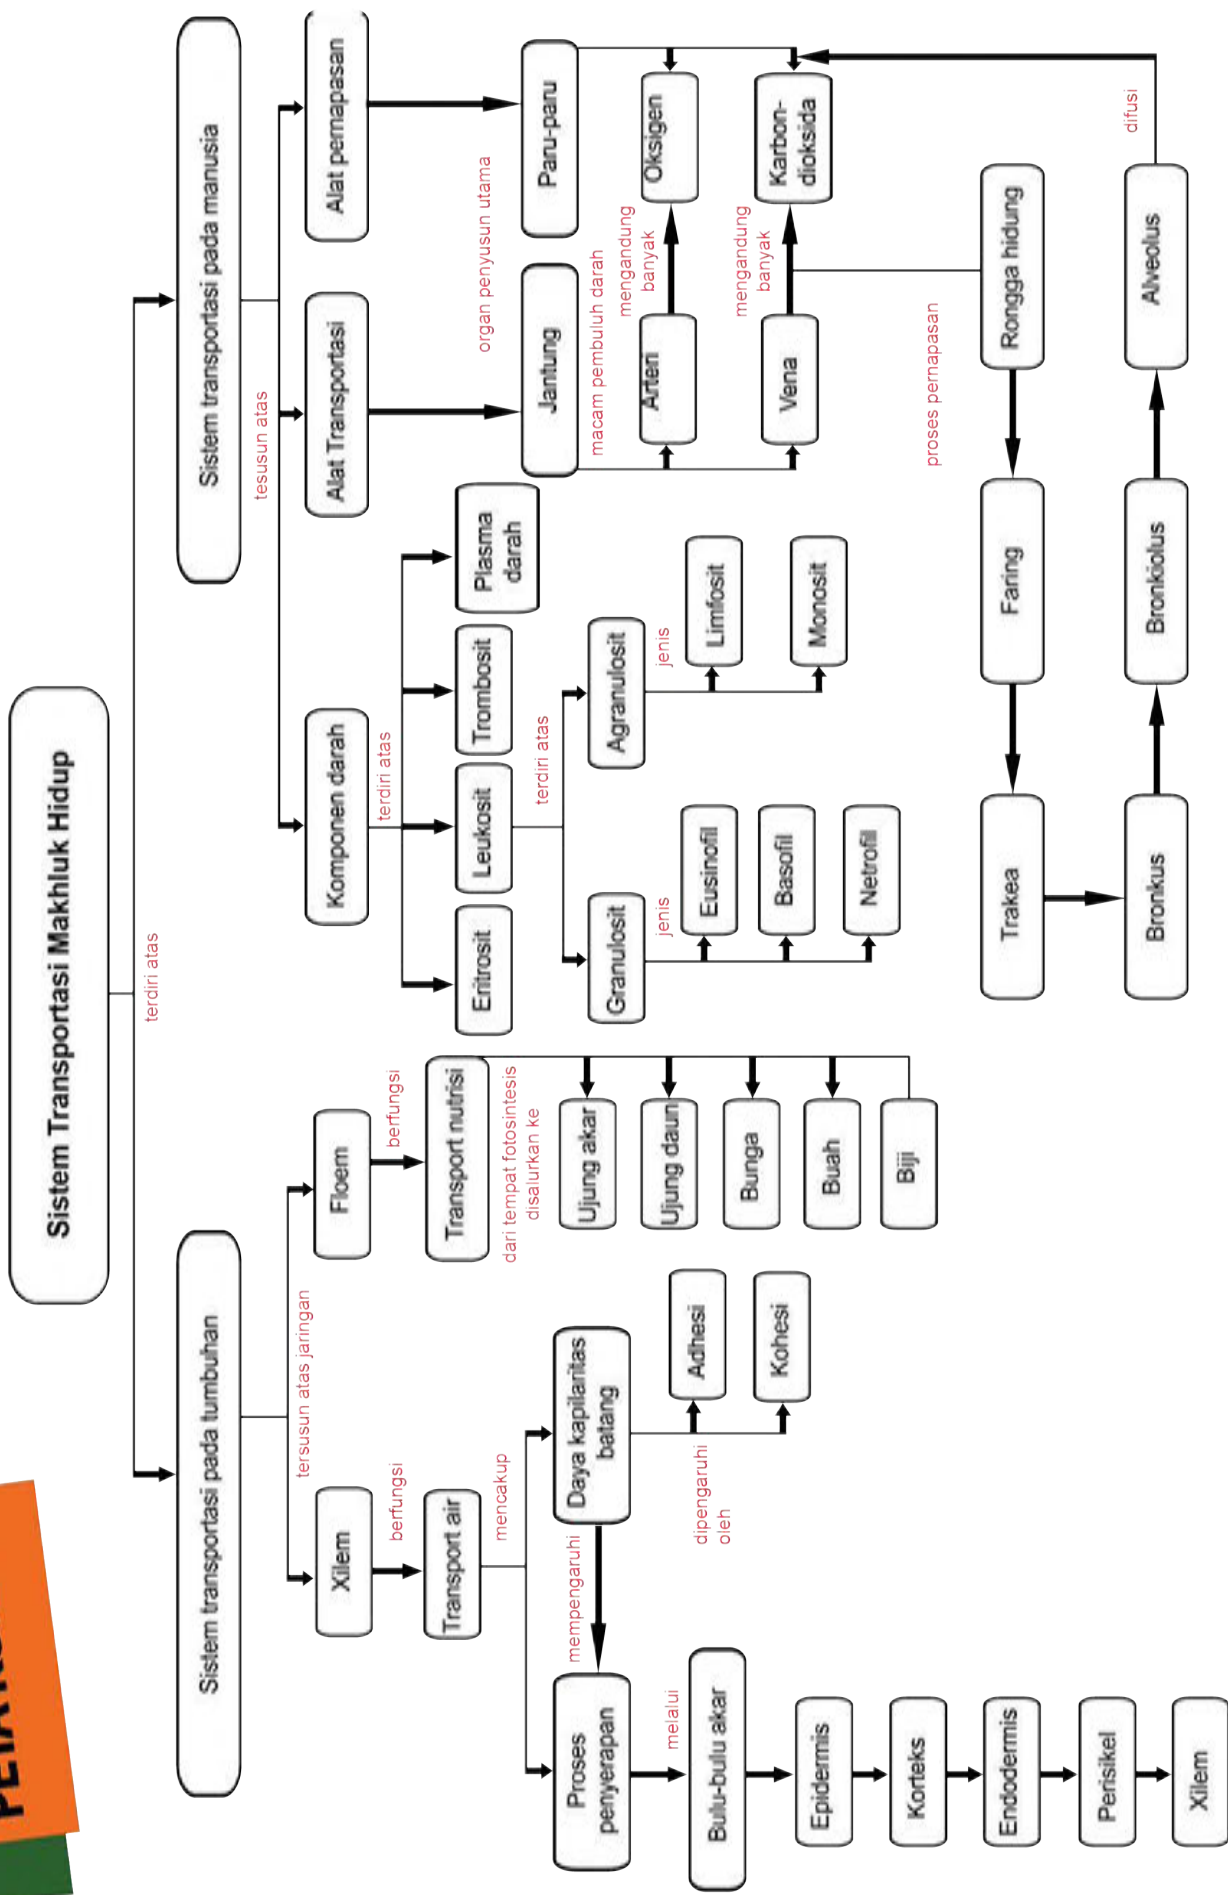 Sistem Transportasi Makhluk Hidup
terdiri atas
Sistem transportasi pada tumbuhan
tersusun atas jaringan
Xilem
berfungsi
Transport air
mencakup
Proses
penyerapan
mempengaruhi
Daya kapilaritas
batang
dipengaruhi
oleh
Adhesi
Kohesi
melalui
Bulu-bulu akar
Epidermis
Korteks
Endodermis
Perisikel
Xilem
Floem
berfungsi
Transport nutrisi
dari tempat fotosintesis
disalurkan ke
Ujung akar
Ujung daun
Bunga
Buah
Biji
Sistem transportasi pada manusia
tesusun atas
Komponen darah
terdiri atas
Eritrosit
Leukosit
Trombosit
Plasma
darah
terdiri atas
Granulosit
jenis
Eusinofil
Basofil
Netrofil
Agranulosit
jenis
Limfosit
Monosit
Alat Transportasi
Alat pernapasan
organ penyusun utama
Jantung
Paru-paru
macam pembuluh darah
Arteri
mengandung
banyak
Oksigen
Vena
mengandung
banyak
Karbon-
dioksida
proses pernapasan
Rongga hidung
Faring
Trakea
Bronkus
Bronkiolus
Alveolus
difusi